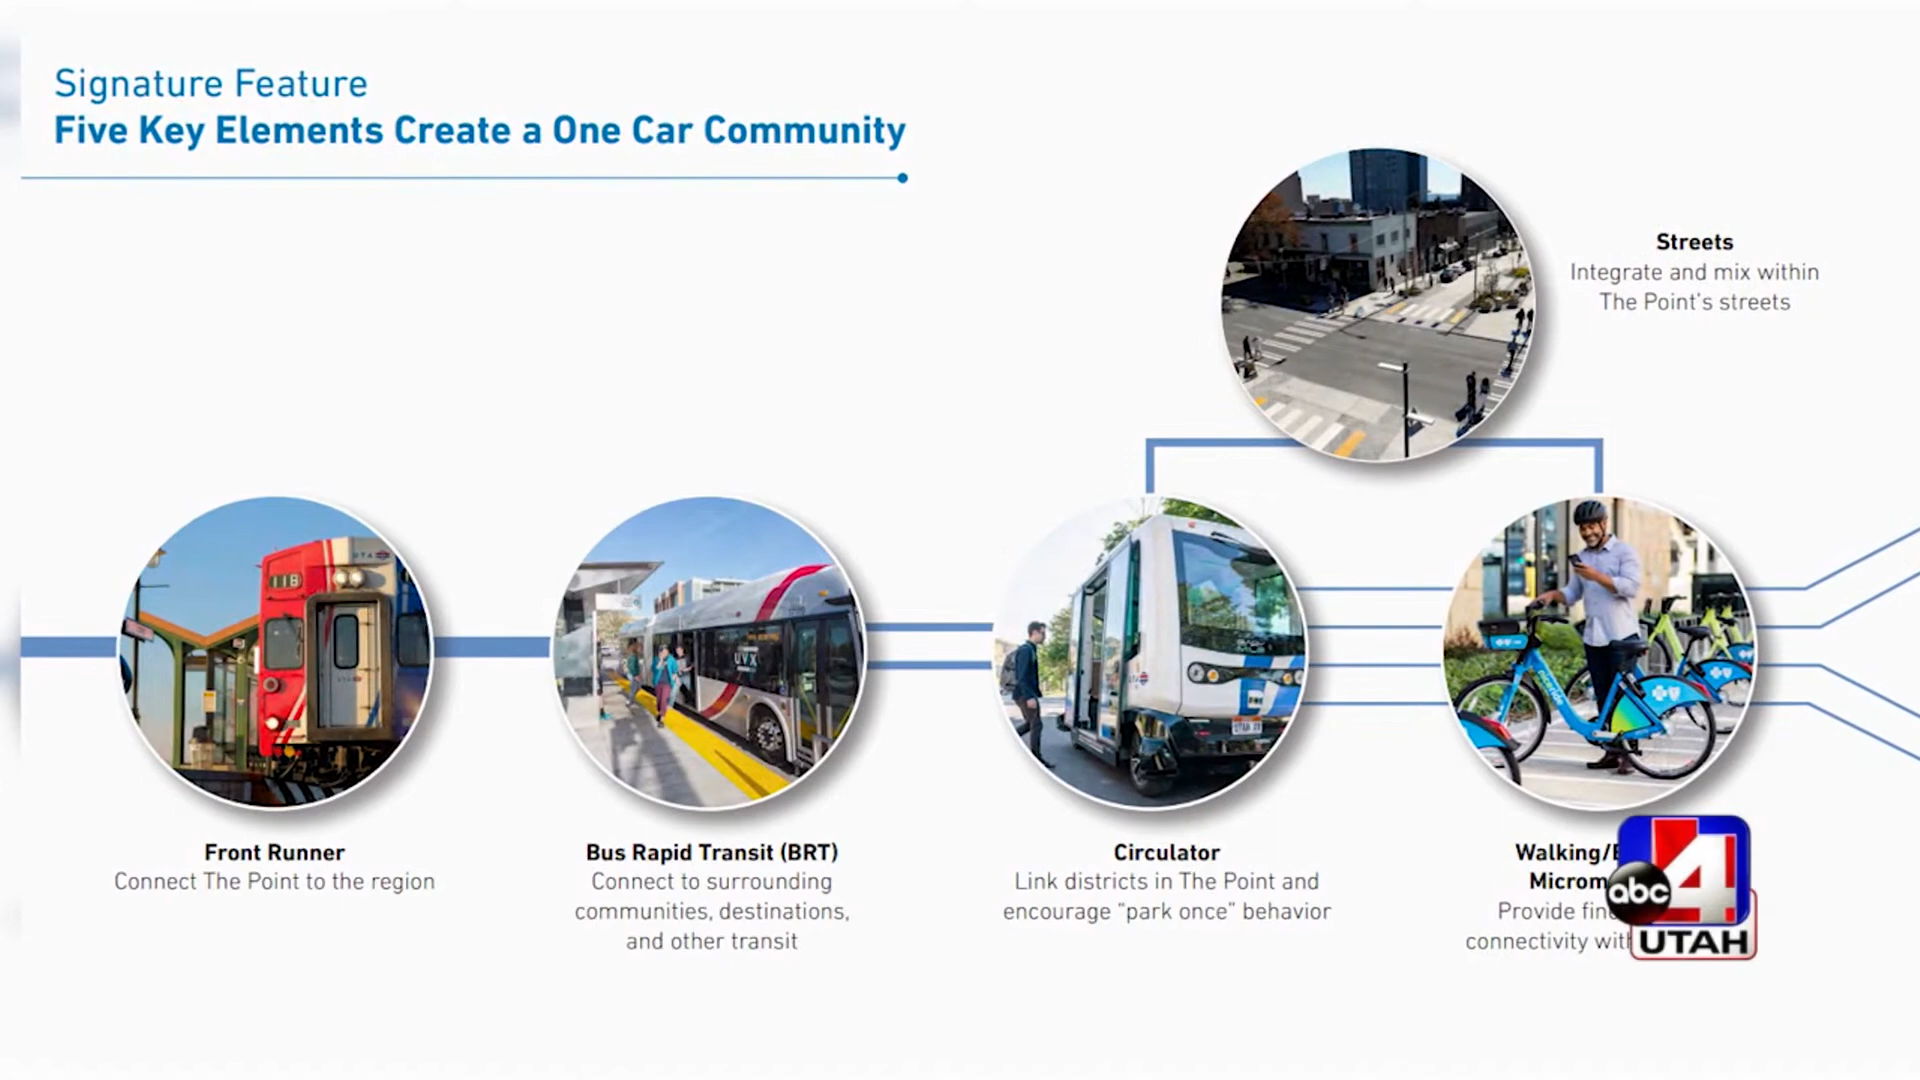 Signature Feature
Five Key Elements Create a One Car Community
Streets
Integrate and mix within
The Point's streets
118
UTA
UVX
Front Runner
Connect The Point to the region
Bus Rapid Transit (BRT)
Connect to surrounding
communities, destinations,
and other transit
Circulator
Link districts in The Point and
encourage “park once” behavior
Walking/
Provide
connectivity
abc
4
UTAH